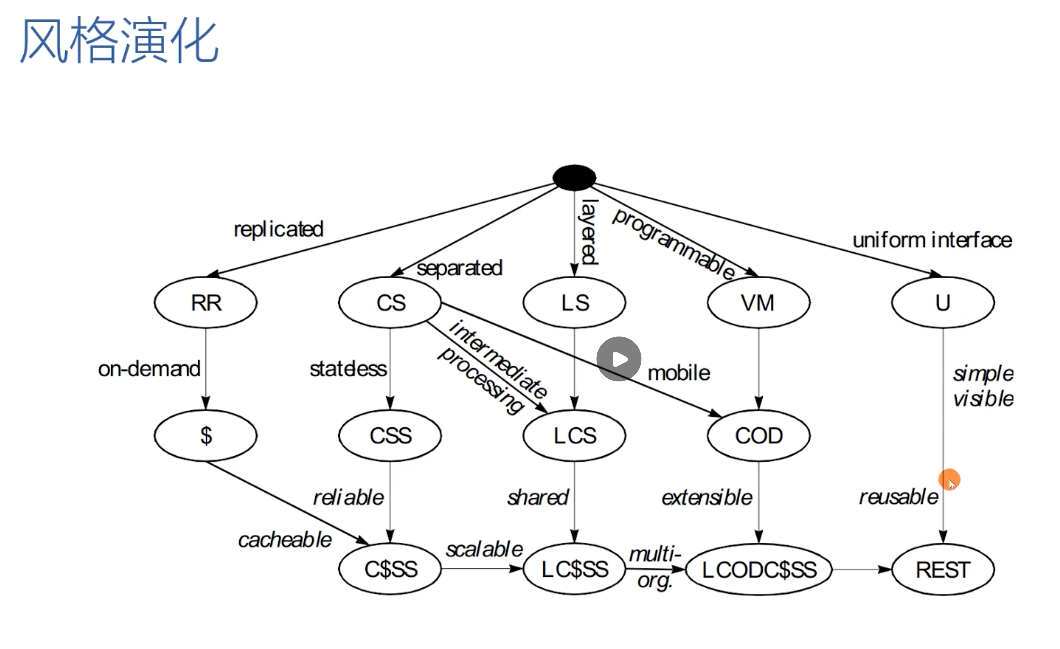 风格演化
replicated
separated
layered
programmable
uniform interface
RR
CS
LS
VM
U
on-demand
stateless
intermediate
processing
mobile
simple
visible
$
CSS
LCS
COD
reliable
shared
extensible
reusable
cacheable
scalable
multi-
org.
C$SS
LC$SS
LCODC$SS
REST